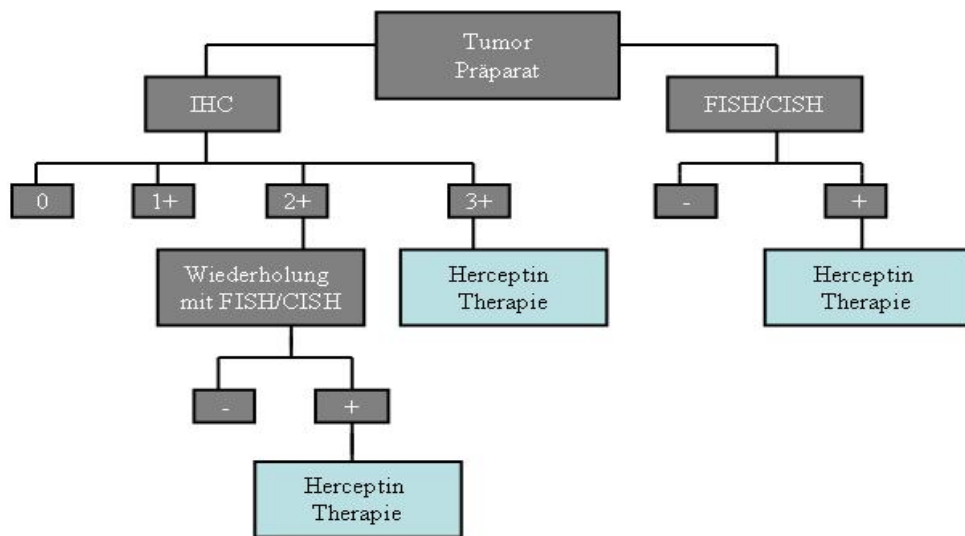 Tumor
Präparat
IHC
FISH/CISH
0
1+
2+
3+
-
+
Wiederholung
mit FISH/CISH
Herceptin
Therapie
Herceptin
Therapie
-
+
Herceptin
Therapie